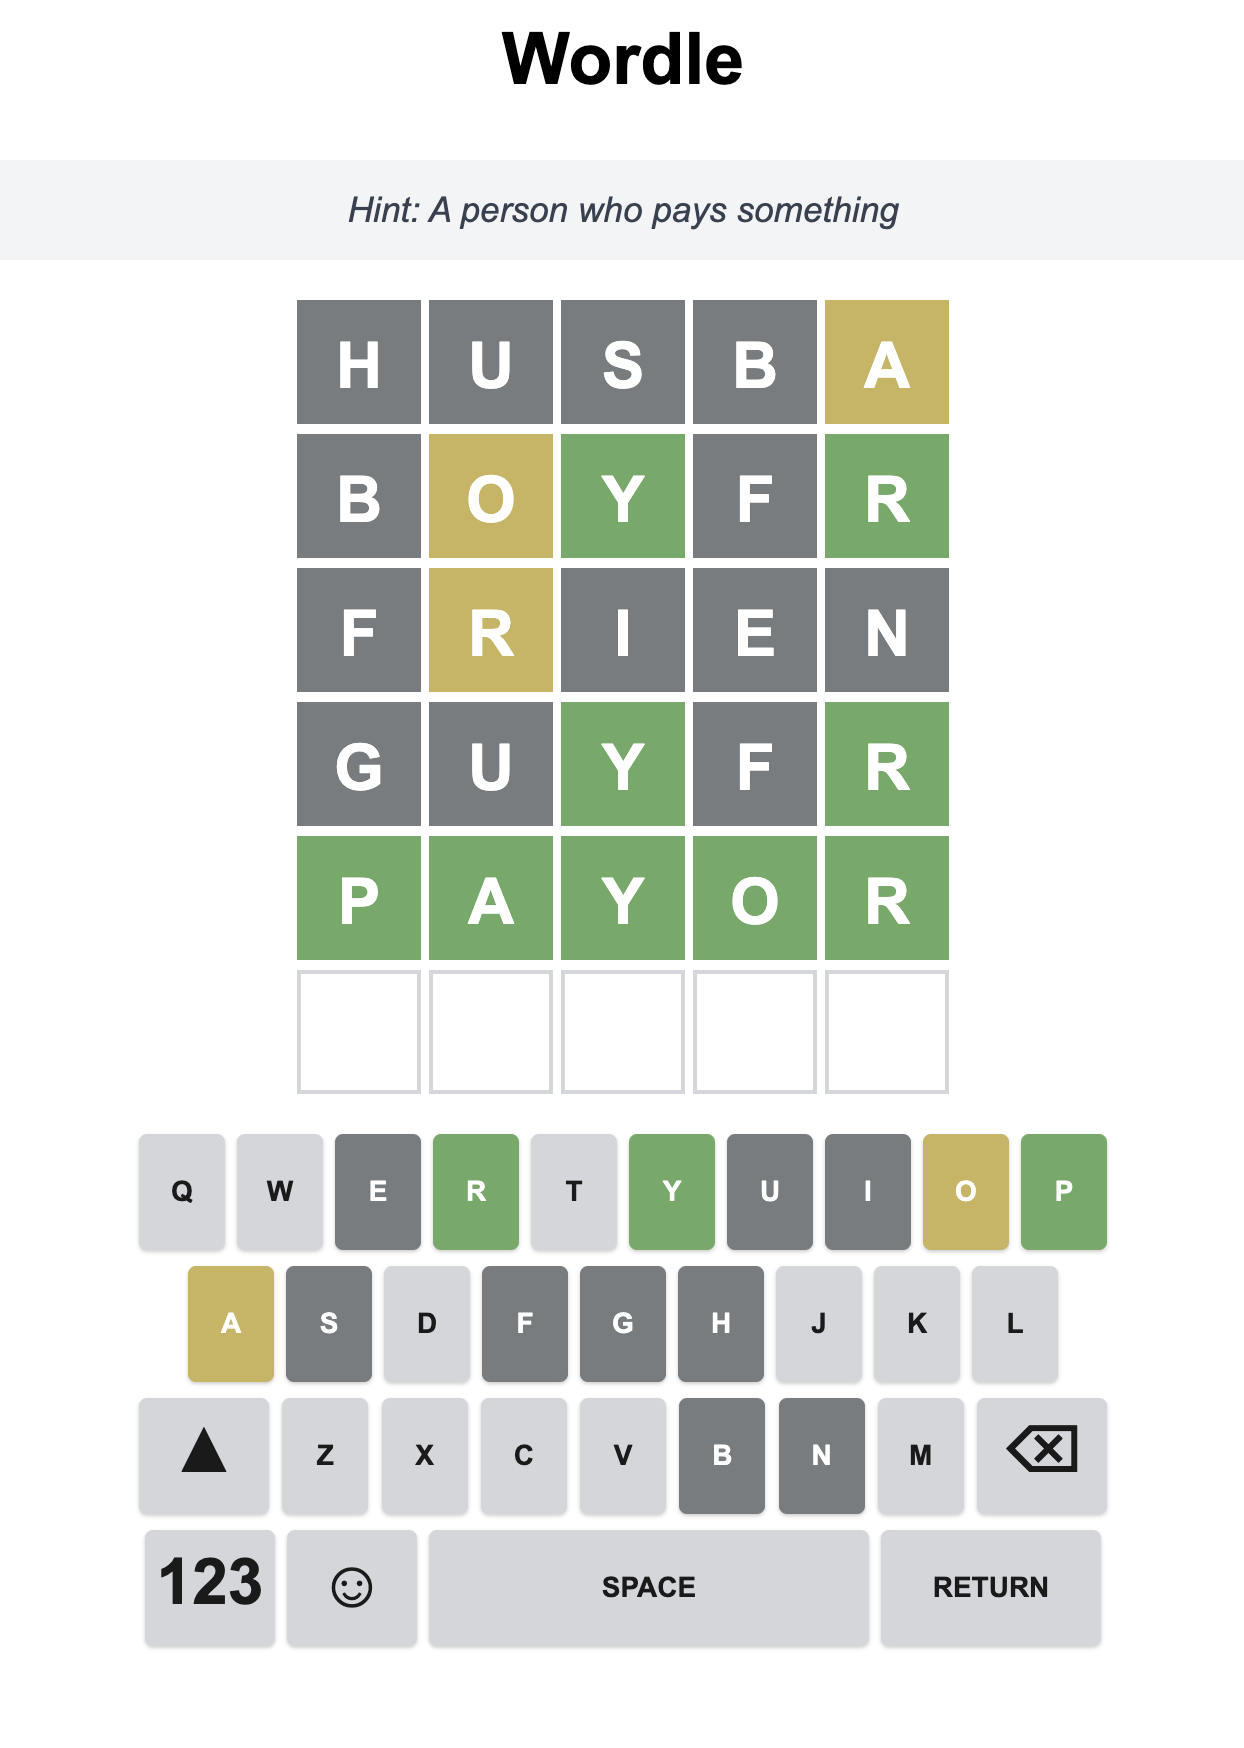 Wordle
Hint: A person who pays something
H U S B A
B O Y F R
F R I E N
G U Y F R
P A Y O R
Q W E R T Y U I O P
A S D F G H J K L
Z X C V B N M
123 SPACE RETURN